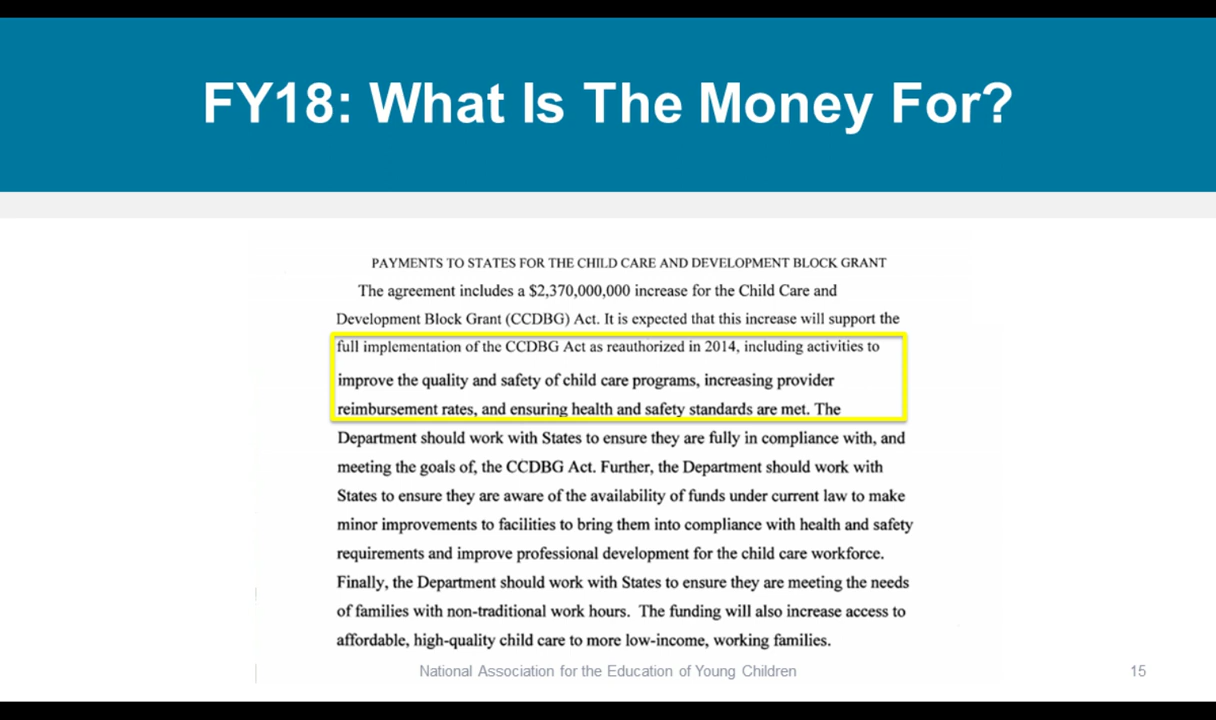 FY18: What Is The Money For?
PAYMENTS TO STATES FOR THE CHILD CARE AND DEVELOPMENT BLOCK GRANT
The agreement includes a $2,370,000,000 increase for the Child Care and
Development Block Grant (CCDBG) Act. It is expected that this increase will support the
full implementation of the CCDBG Act as reauthorized in 2014, including activities to
improve the quality and safety of child care programs, increasing provider
reimbursement rates, and ensuring health and safety standards are met. The
Department should work with States to ensure they are fully in compliance with, and
meeting the goals of, the CCDBG Act. Further, the Department should work with
States to ensure they are aware of the availability of funds under current law to make
minor improvements to facilities to bring them into compliance with health and safety
requirements and improve professional development for the child care workforce.
Finally, the Department should work with States to ensure they are meeting the needs
of families with non-traditional work hours. The funding will also increase access to
affordable, high-quality child care to more low-income, working families.
National Association for the Education of Young Children
15